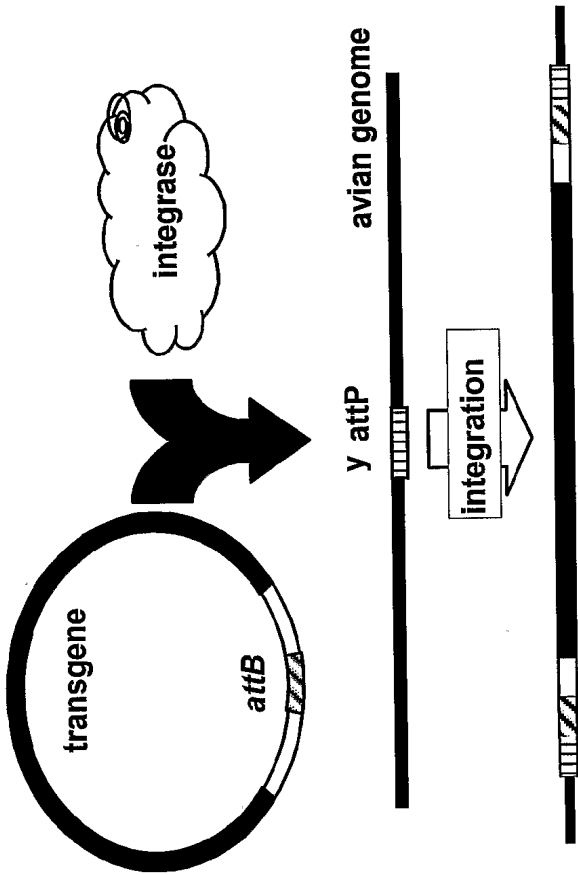 transgene
attB
integrase
y attP
avian genome
integration